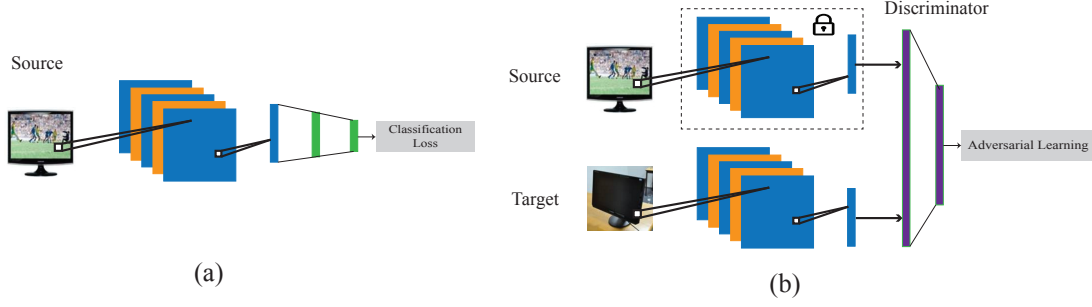 Source
Classification
Loss
(a)
Discriminator
Source
Adversarial Learning
Target
(b)